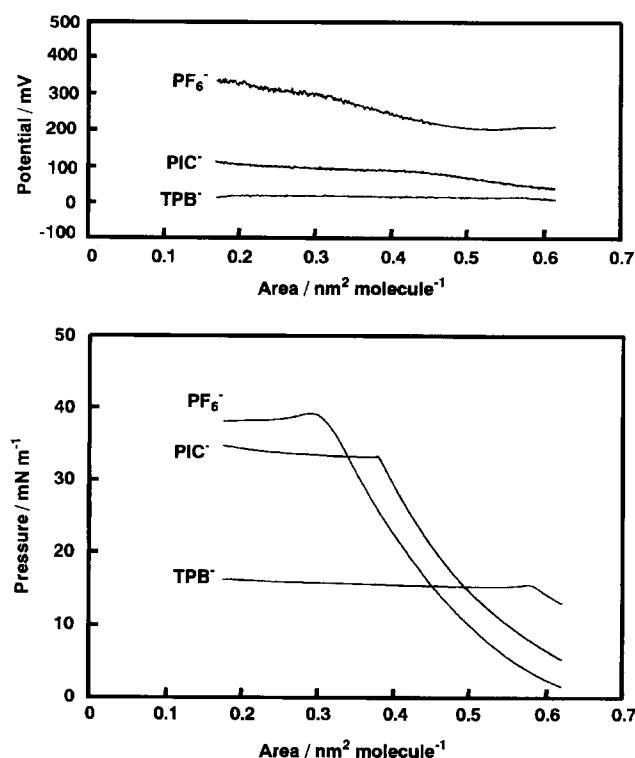 500
400
300
200
100
0
-100
Potential / mV
PF₆⁻
PIC⁻
TPB⁻
0 0.1 0.2 0.3 0.4 0.5 0.6 0.7
Area / nm² molecule⁻¹
50
40
30
20
10
0
Pressure / mN m⁻¹
PF₆⁻
PIC⁻
TPB⁻
0 0.1 0.2 0.3 0.4 0.5 0.6 0.7
Area / nm² molecule⁻¹